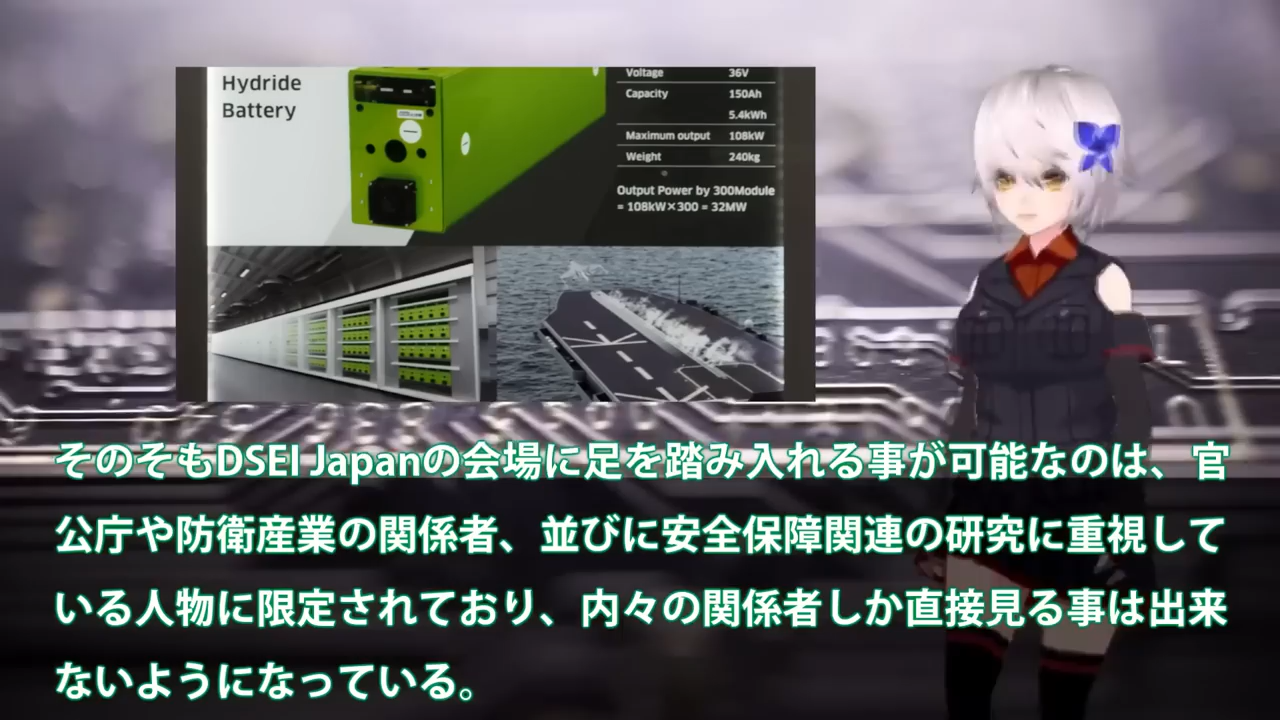 Hydride
Battery
Voltage 36V
Capacity 150Ah
5.4kWh
Maximum output 108kW
Weight 240kg
Output Power by 300Module
= 108kW×300 = 32MW
そのそもDSEI Japanの会場に足を踏み入れる事が可能なのは、官
公庁や防衛産業の関係者、並びに安全保障関連の研究に重視して
いる人物に限定されており、内々の関係者しか直接見る事は出来
ないようになっている。